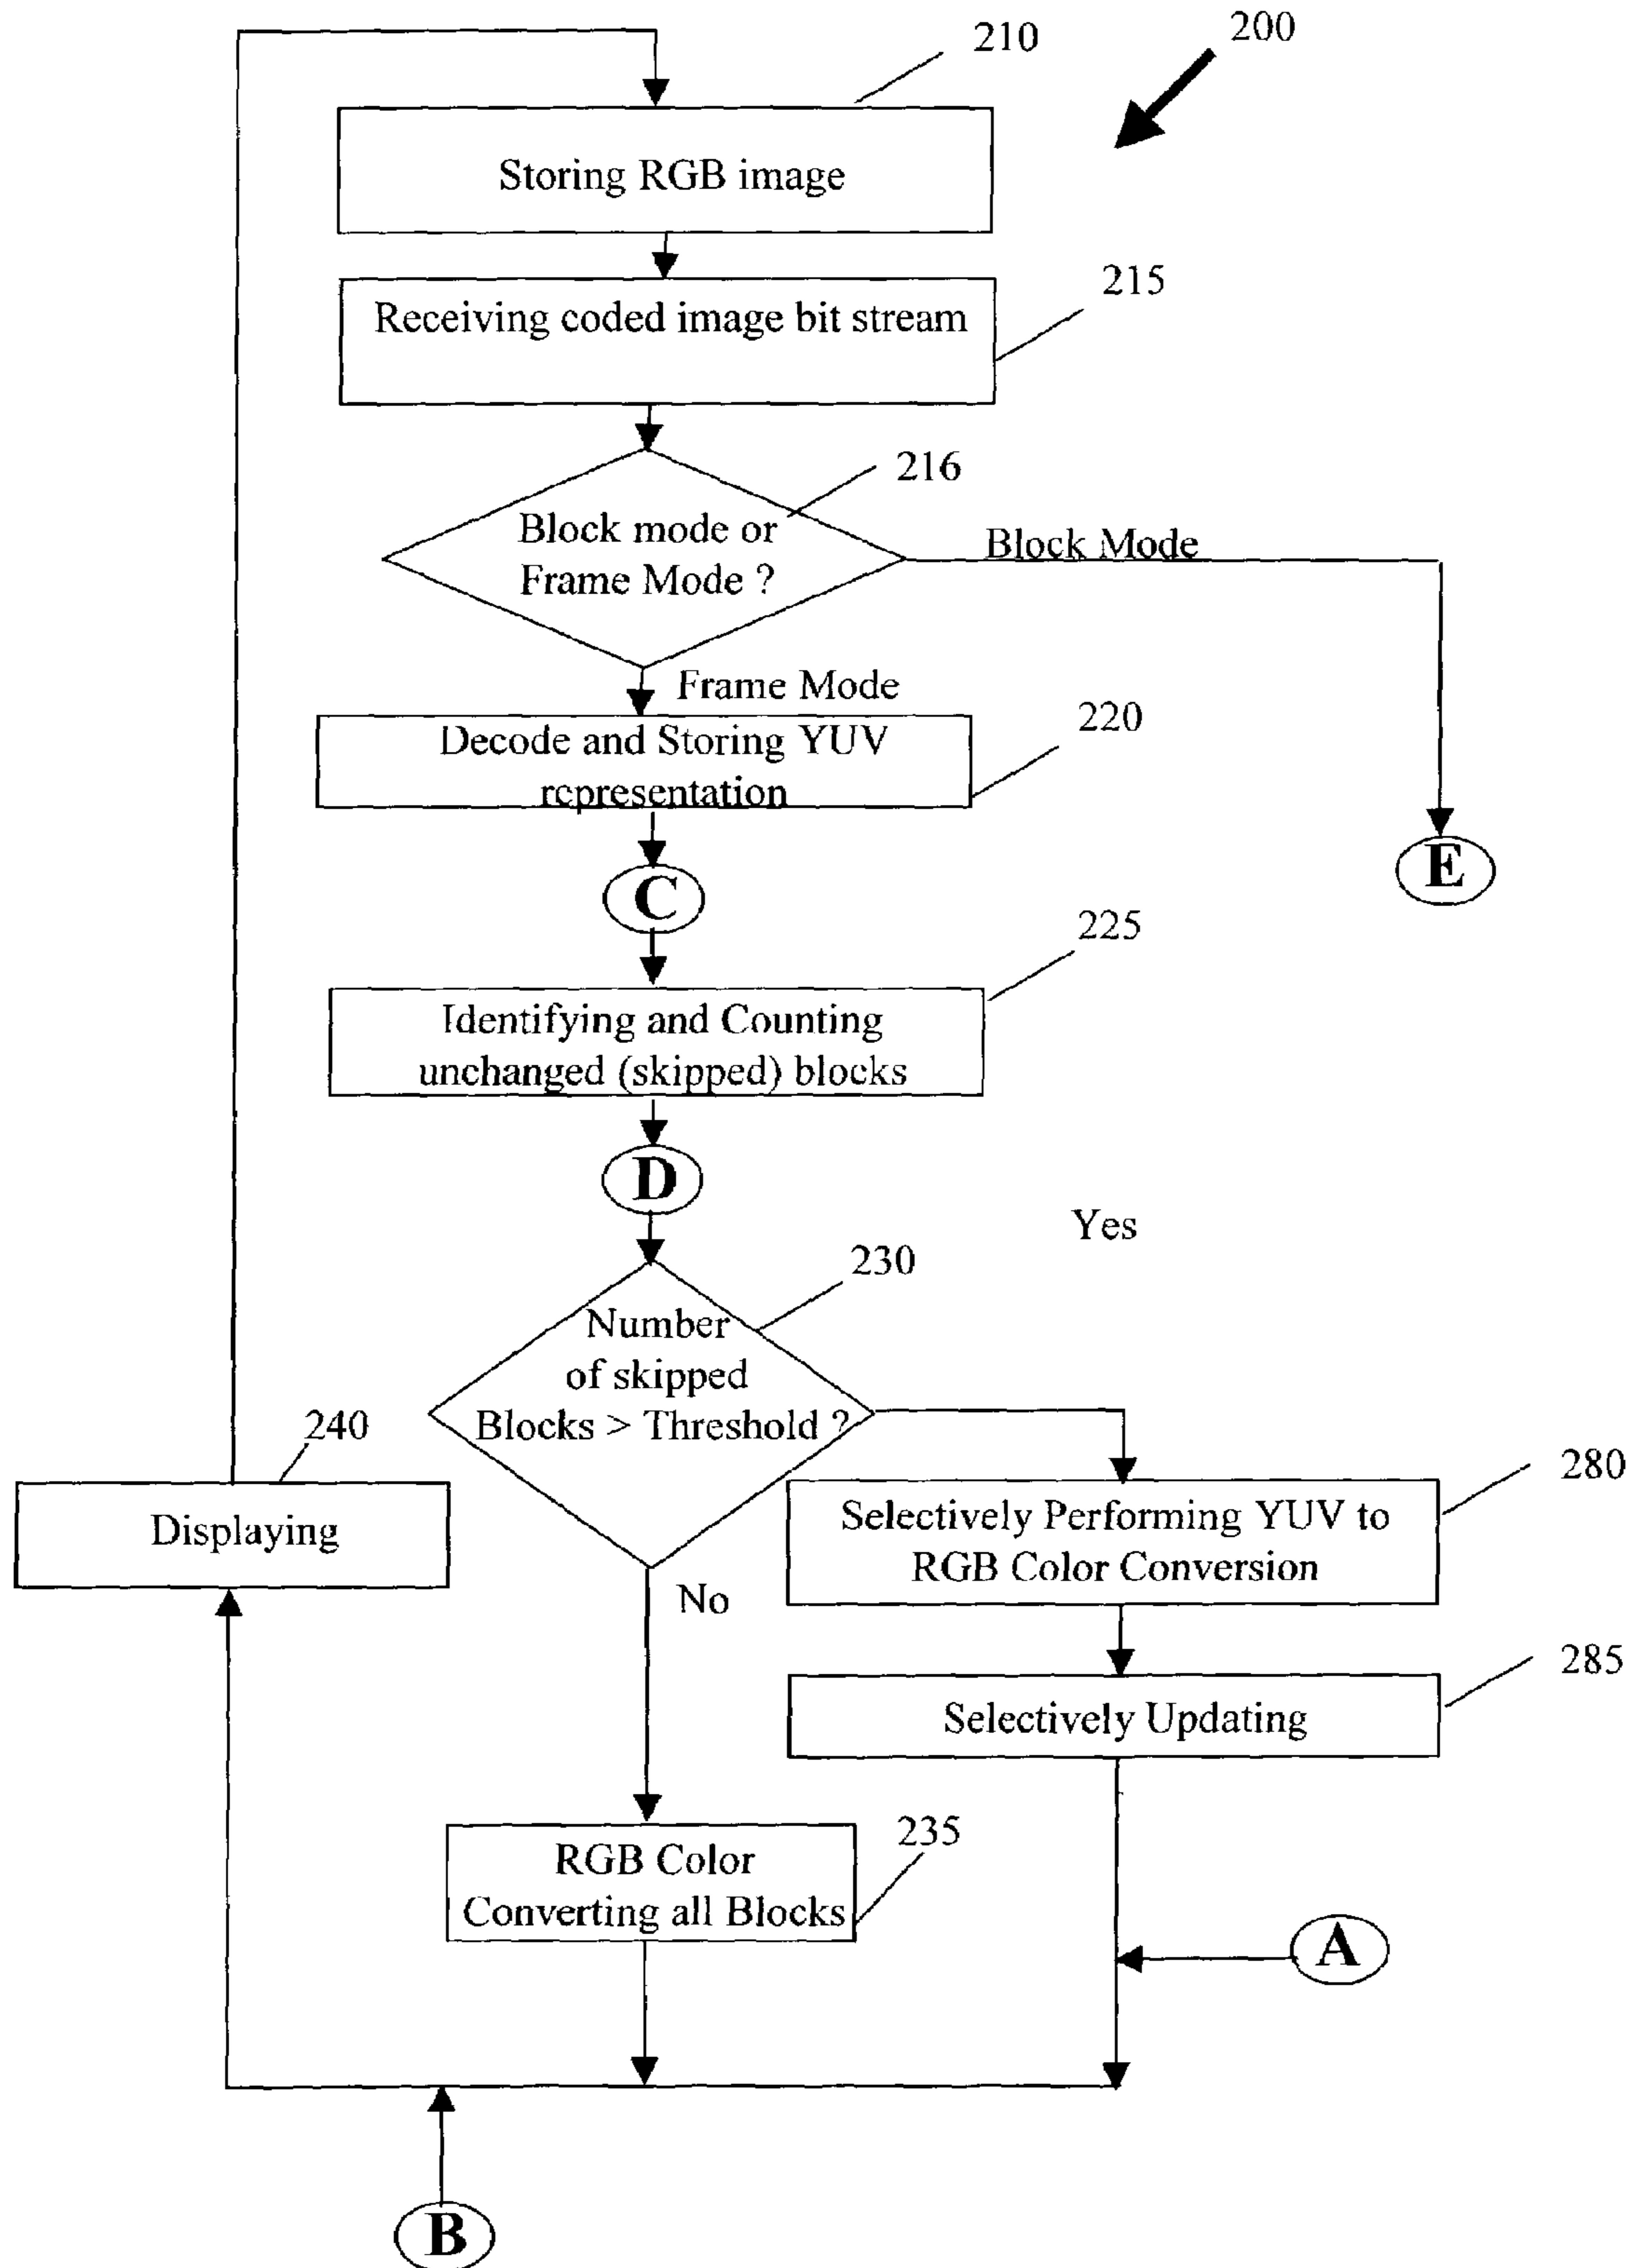 200
210
Storing RGB image
215
Receiving coded image bit stream
216
Block mode or
Frame Mode ?
Block Mode
Frame Mode
220
Decode and Storing YUV
representation
E
C
225
Identifying and Counting
unchanged (skipped) blocks
D
Yes
230
Number
of skipped
Blocks > Threshold ?
240
Displaying
280
Selectively Performing YUV to
RGB Color Conversion
No
285
Selectively Updating
235
RGB Color
Converting all Blocks
A
B